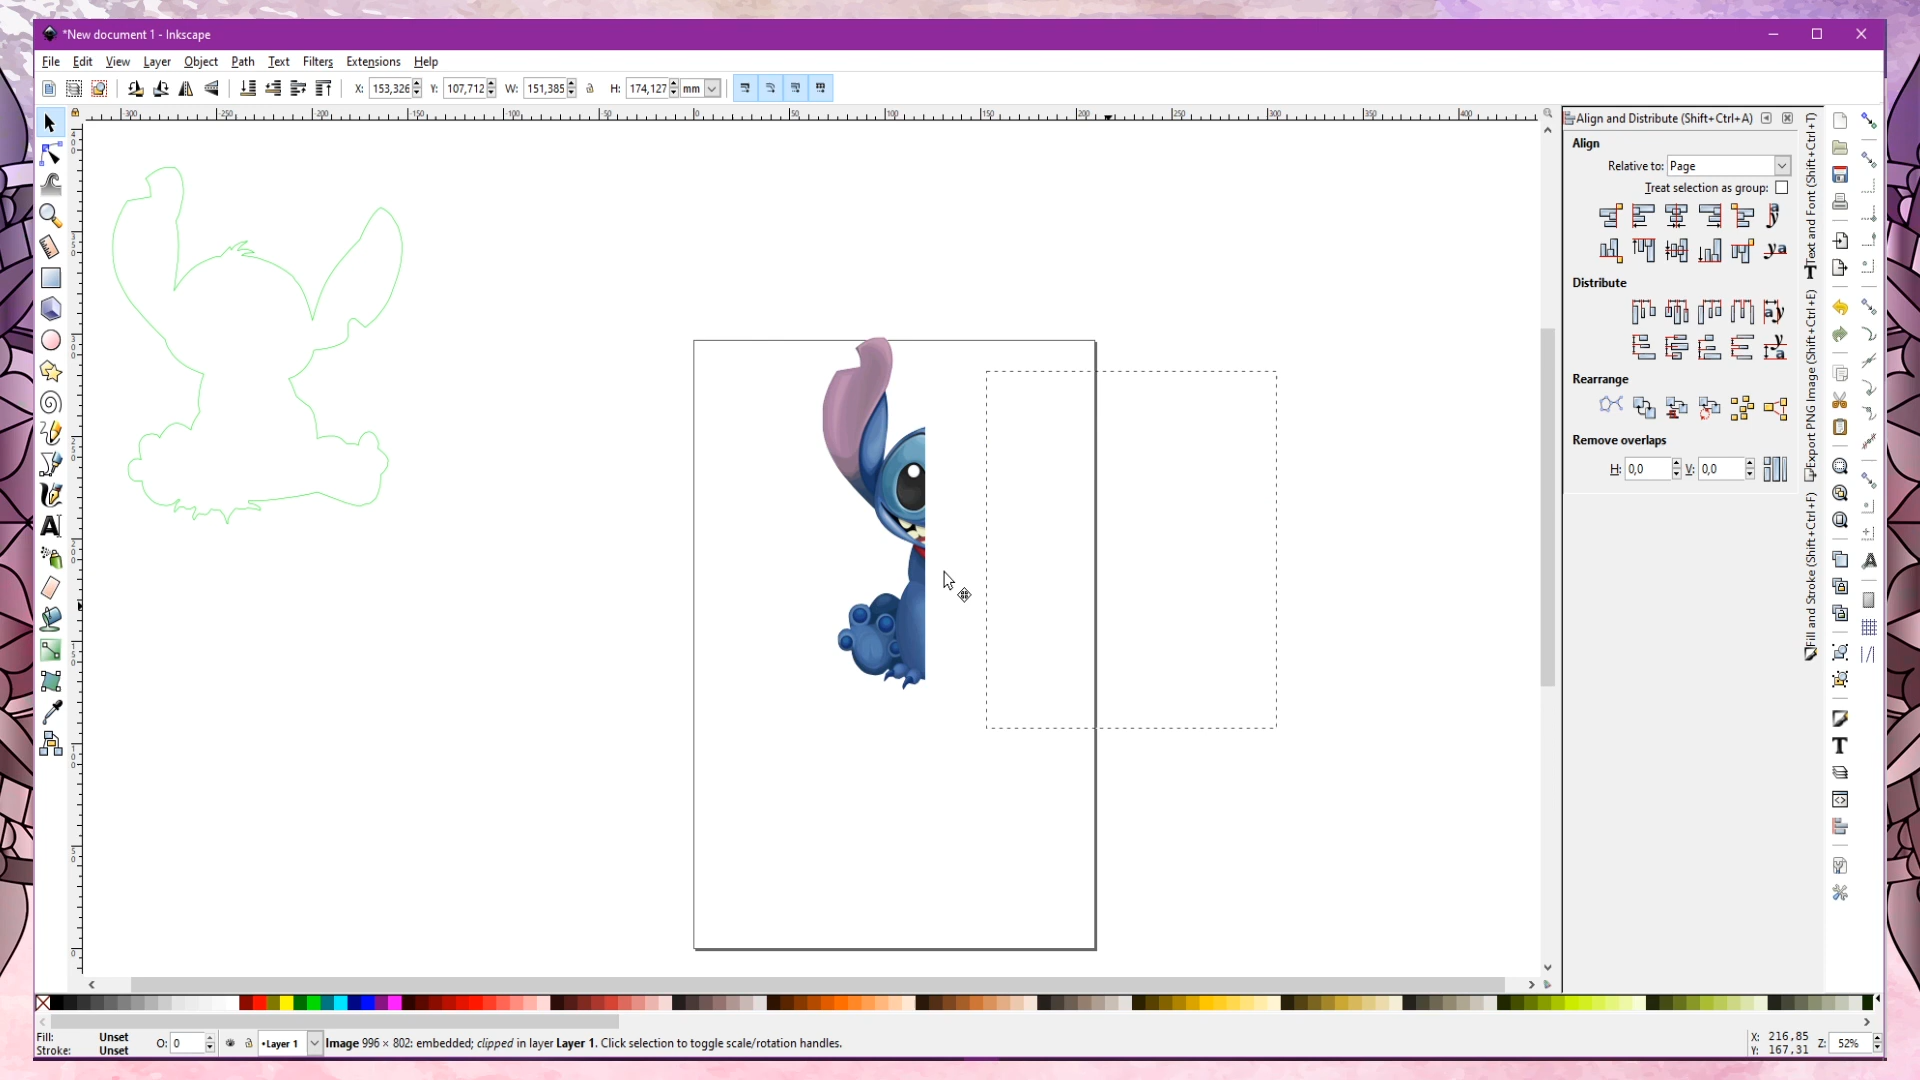 *New document 1 - Inkscape
File Edit View Layer Object Path Text Filters Extensions Help
X: 153,326 Y: 107,712 W: 151,385 H: 174,127 mm
Align and Distribute (Shift+Ctrl+A)
Align
Relative to: Page
Treat selection as group:
Distribute
Rearrange
Remove overlaps
H: 0,0 V: 0,0
Text and Font (Shift+Ctrl+T)
Export PNG Image (Shift+Ctrl+E)
Fill and Stroke (Shift+Ctrl+F)
Fill: Unset
Stroke: Unset
O: 0
•Layer 1
Image 996 × 802: embedded; clipped in layer Layer 1. Click selection to toggle scale/rotation handles.
X: 216,85
Y: 167,31
Z: 52%